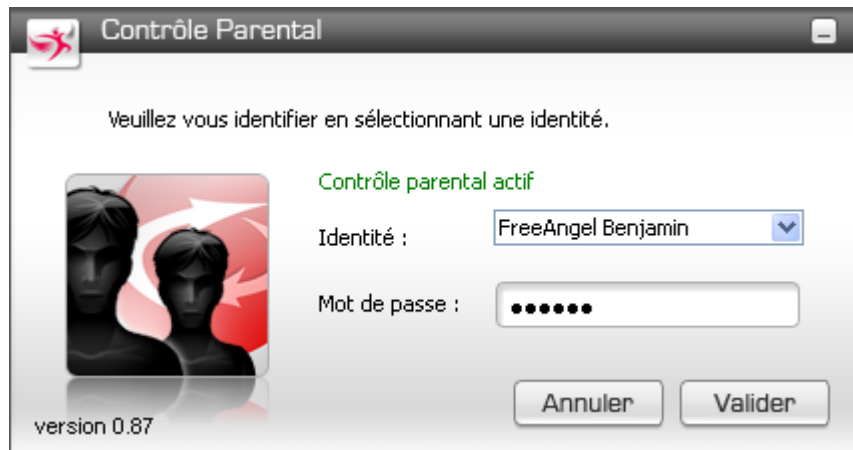 Contrôle Parental
Veuillez vous identifier en sélectionnant une identité.
Contrôle parental actif
Identité :
FreeAngel Benjamin
Mot de passe :
••••••
Annuler
Valider
version 0.87